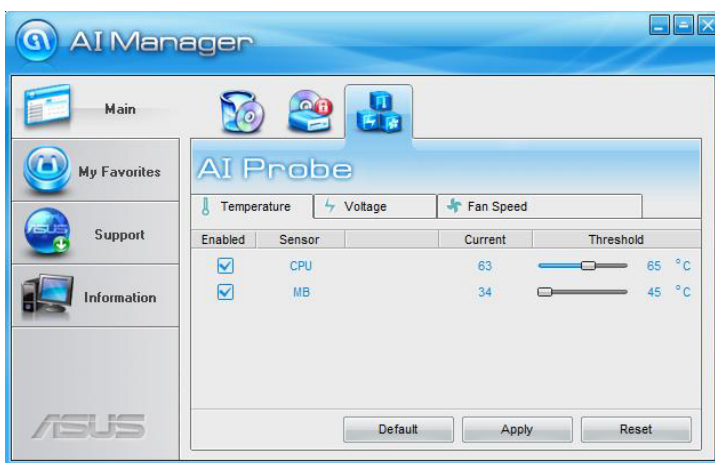 AI Manager
Main
My Favorites
ASUS
Support
Information
ASUS
AI Probe
Temperature Voltage Fan Speed
Enabled Sensor Current Threshold
CPU 63 65 °C
MB 34 45 °C
Default Apply Reset